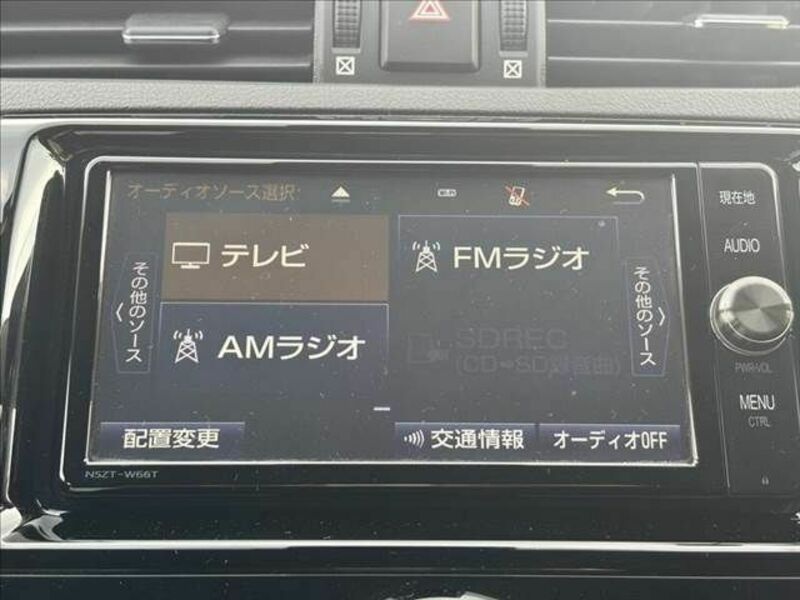 オーディオソース選択
Wi-Fi
テレビ
FMラジオ
AMラジオ
SDREC
(CD➡SD録音曲)
その他のソース
その他のソース
配置変更
交通情報
オーディオOFF
NSZT-W66T
現在地
AUDIO
PWR•VOL
MENU
CTRL